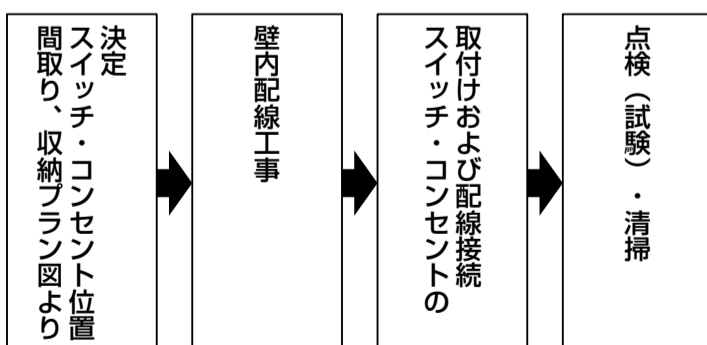 間取り、収納プラン図より
スイッチ・コンセント位置
決定
壁内配線工事
スイッチ・コンセントの
取付けおよび配線接続
点検（試験）・清掃